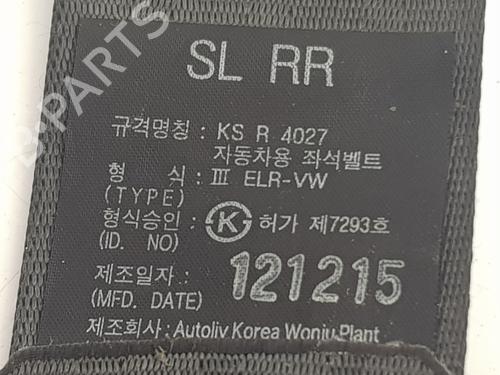 SL RR
규격명칭 : KS R 4027
자동차용 좌석벨트
형 식 : Ⅲ ELR-VW
(TYPE)
형식승인 : K 허가 제7293호
(ID. NO)
제조일자 : 121215
(MFD. DATE)
제조회사 : Autoliv Korea Wonju Plant
B-PARTS